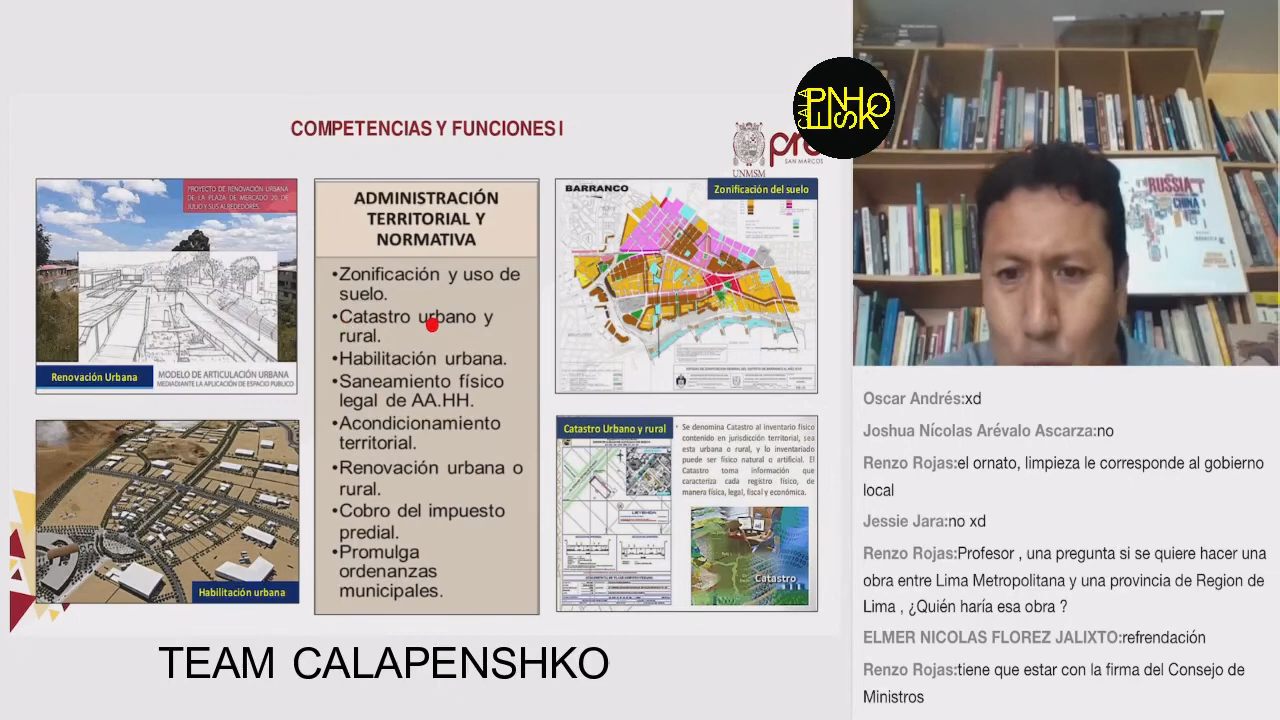 COMPETENCIAS Y FUNCIONES I
UNMSM
pre
SAN MARCOS
CALA
PENSHKO
PROYECTO DE RENOVACIÓN URBANA
DE LA PLAZA DE MERCADO 20 DE
JULIO Y SUS ALREDEDORES.
Renovación Urbana
MODELO DE ARTICULACIÓN URBANA
MEDIANTE LA APLICACIÓN DE ESPACIO PÚBLICO
Habilitación urbana
ADMINISTRACIÓN
TERRITORIAL Y
NORMATIVA
•Zonificación y uso de
suelo.
•Catastro urbano y
rural.
•Habilitación urbana.
•Saneamiento físico
legal de AA.HH.
•Acondicionamiento
territorial.
•Renovación urbana o
rural.
•Cobro del impuesto
predial.
•Promulga
ordenanzas
municipales.
BARRANCO
Zonificación del suelo
Catastro Urbano y rural
• Se denomina Catastro al inventario físico
contenido en jurisdicción territorial, sea
esta urbana o rural, y lo inventariado
puede ser físico natural o artificial. El
Catastro toma información que
caracteriza cada registro físico, de
manera física, legal, fiscal y económica.
LEYENDA
Catastro
TEAM CALAPENSHKO
RUSSIA
CHINA
Oscar Andrés:xd
Joshua Nícolas Arévalo Ascarza:no
Renzo Rojas:el ornato, limpieza le corresponde al gobierno
local
Jessie Jara:no xd
Renzo Rojas:Profesor , una pregunta si se quiere hacer una
obra entre Lima Metropolitana y una provincia de Region de
Lima , ¿Quién haría esa obra ?
ELMER NICOLAS FLOREZ JALIXTO:refrendación
Renzo Rojas:tiene que estar con la firma del Consejo de
Ministros